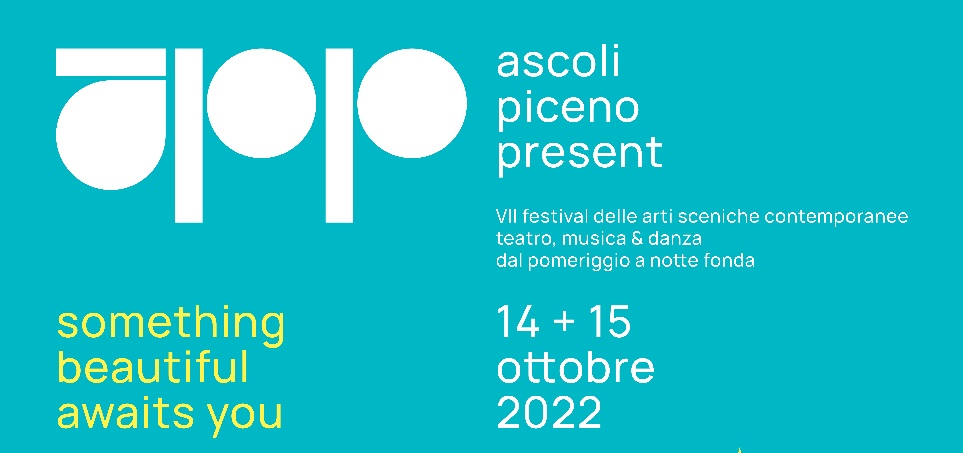 app
ascoli
piceno
present
VII festival delle arti sceniche contemporanee
teatro, musica & danza
dal pomeriggio a notte fonda
something
beautiful
awaits you
14 + 15
ottobre
2022